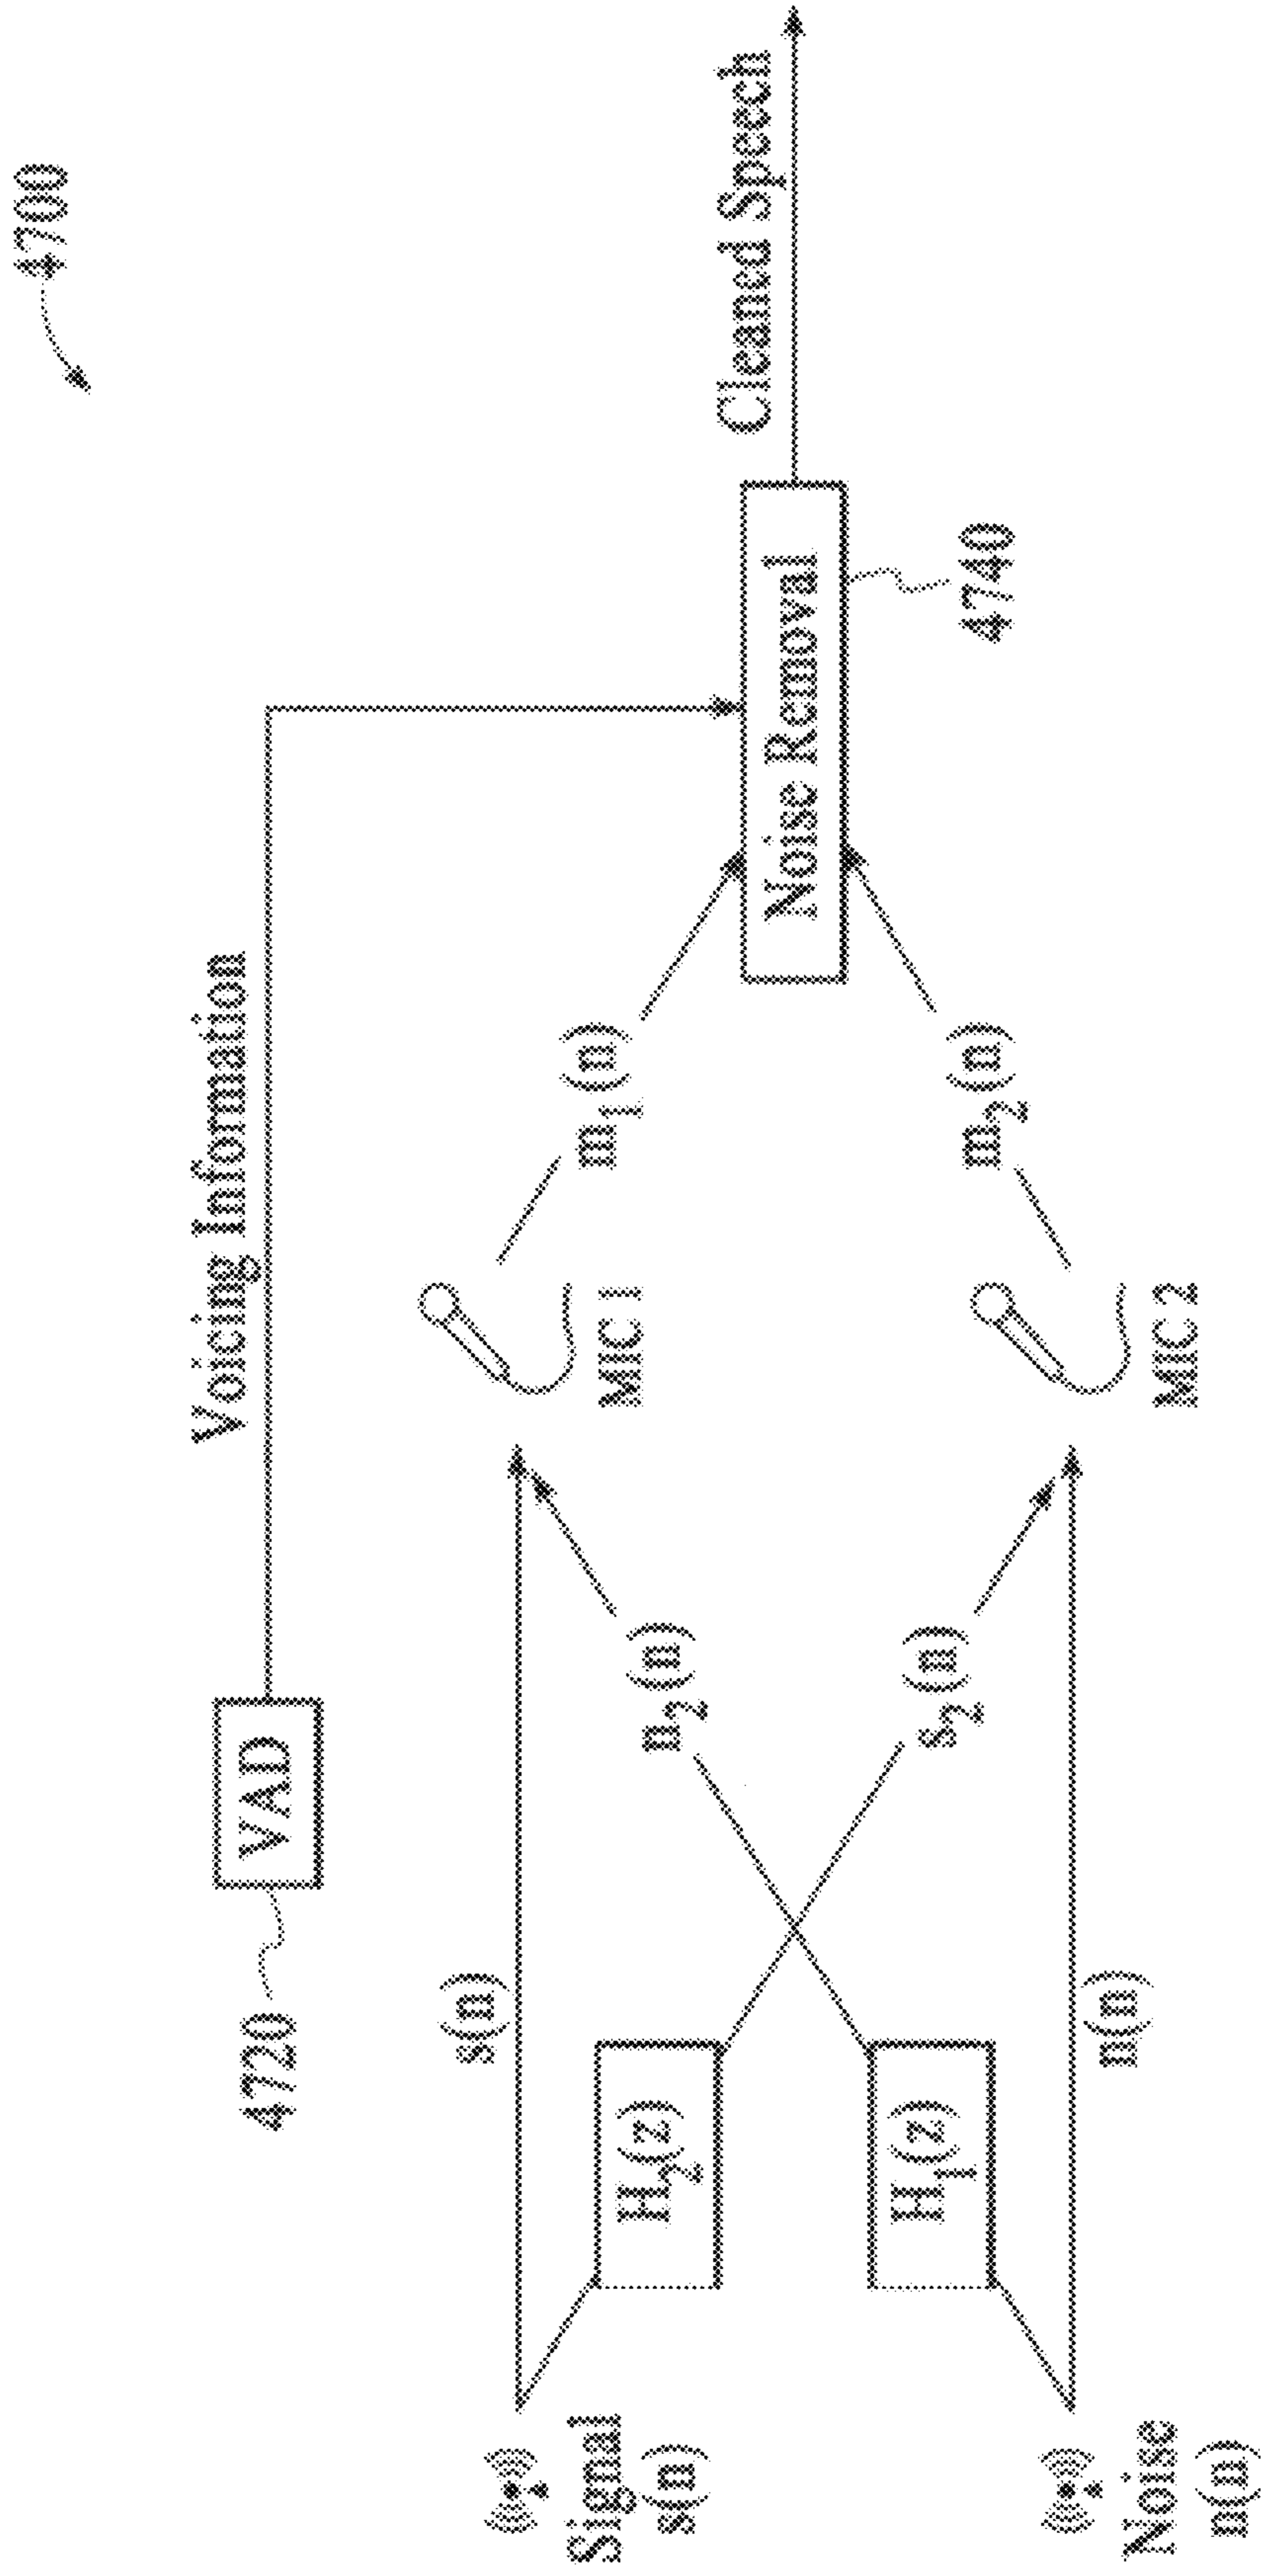 4700
Voicing Information
4720
VAD
Signal
s(n)
s(n)
H₂(z)
n₂(n)
MIC 1
m₁(n)
Cleaned Speech
Noise Removal
4740
H₁(z)
s₂(n)
m₂(n)
MIC 2
n(n)
Noise
n(n)